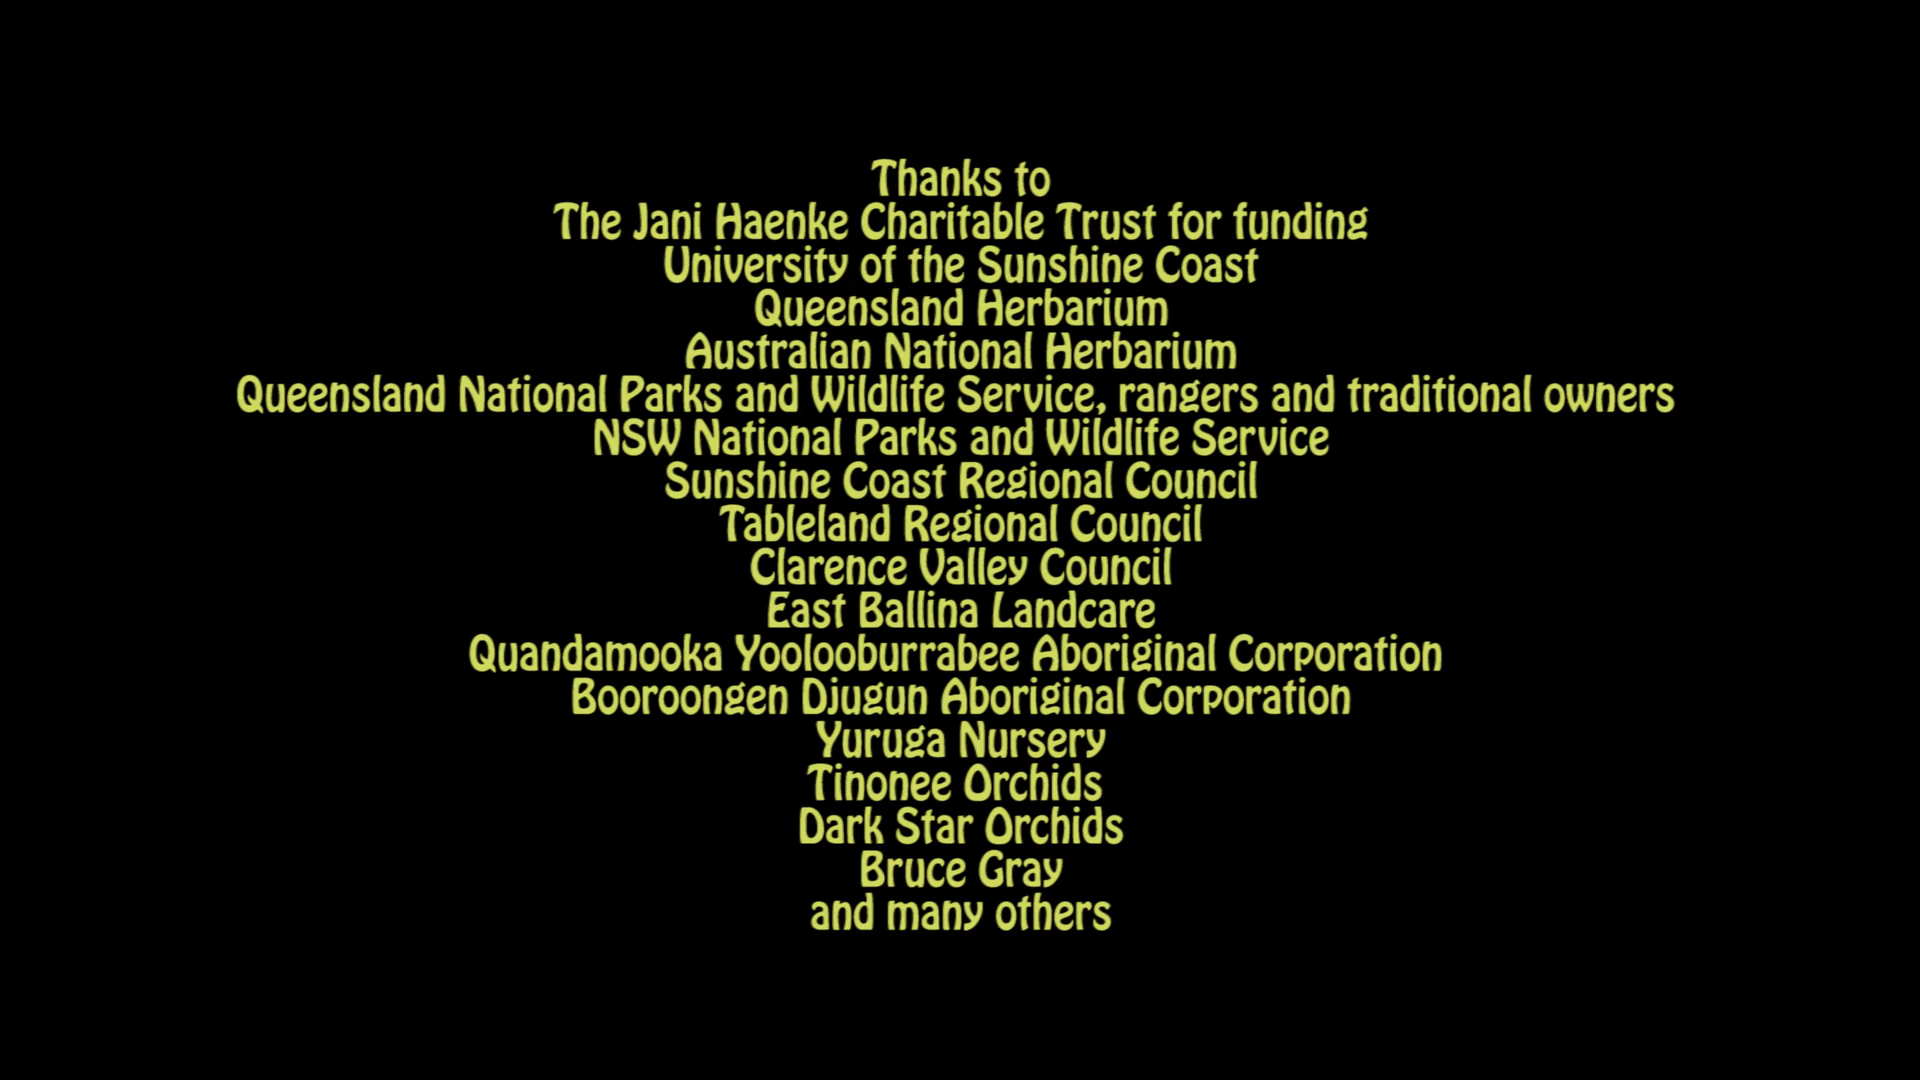 Thanks to
The Jani Haenke Charitable Trust for funding
University of the Sunshine Coast
Queensland Herbarium
Australian National Herbarium
Queensland National Parks and Wildlife Service, rangers and traditional owners
NSW National Parks and Wildlife Service
Sunshine Coast Regional Council
Tableland Regional Council
Clarence Valley Council
East Ballina Landcare
Quandamooka Yoolooburrabee Aboriginal Corporation
Booroongen Djugun Aboriginal Corporation
Yuruga Nursery
Tinonee Orchids
Dark Star Orchids
Bruce Gray
and many others